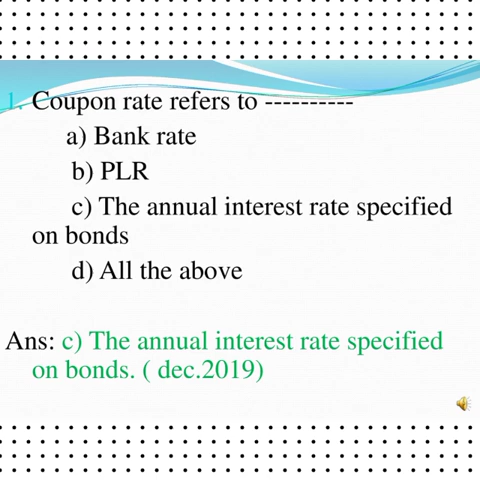 1. Coupon rate refers to ----------
a) Bank rate
b) PLR
c) The annual interest rate specified
on bonds
d) All the above
Ans: c) The annual interest rate specified
on bonds. ( dec.2019)